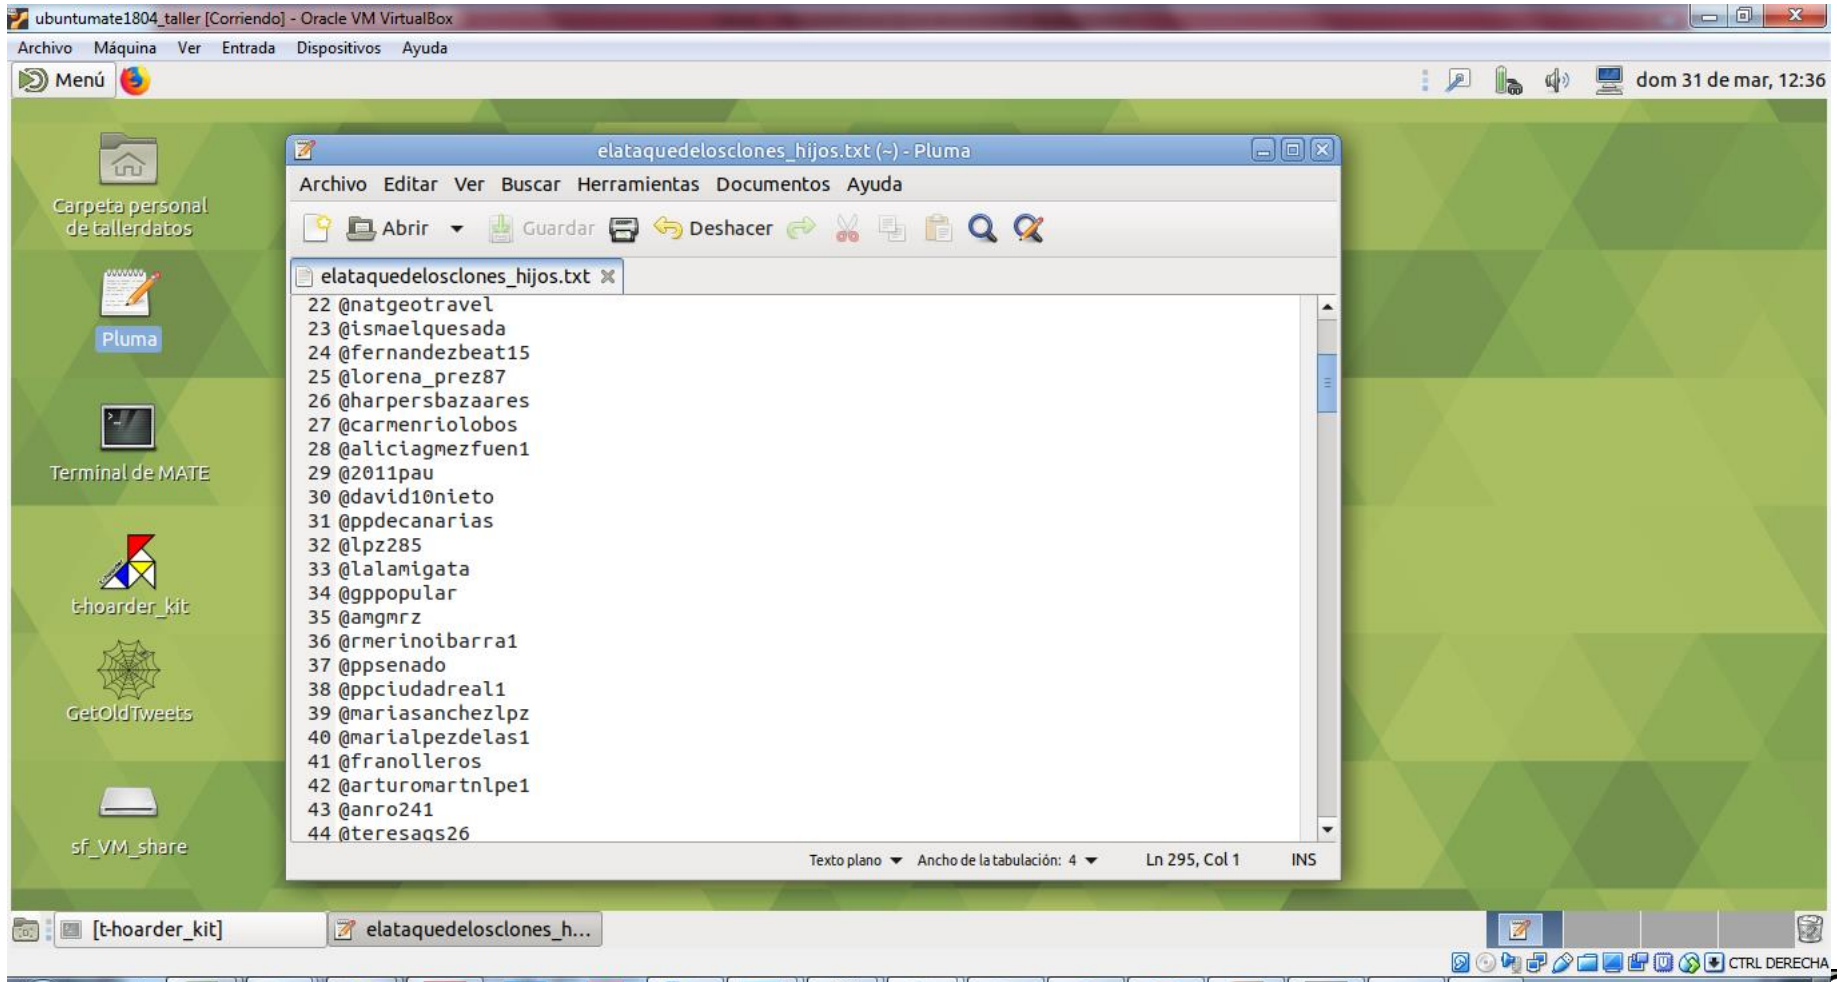 ubuntumate1804_taller [Corriendo] - Oracle VM VirtualBox
Archivo Máquina Ver Entrada Dispositivos Ayuda
Menú
dom 31 de mar, 12:36
Carpeta personal
de tallerdatos
Pluma
Terminal de MATE
t-hoarder_kit
GetOldTweets
sf_VM_share
elataquedelosclones_hijos.txt (~) - Pluma
Archivo Editar Ver Buscar Herramientas Documentos Ayuda
Abrir Guardar Deshacer
elataquedelosclones_hijos.txt
22 @natgeotravel
23 @ismaelquesada
24 @fernandezbeat15
25 @lorena_prez87
26 @harpersbazaares
27 @carmenriolobos
28 @aliciagmezfuen1
29 @2011pau
30 @david10nieto
31 @ppdecanarias
32 @lpz285
33 @lalamigata
34 @gppopular
35 @amgmrz
36 @rmerinoibarra1
37 @ppsenado
38 @ppciudadreal1
39 @mariasanchezlpz
40 @marialpezdelas1
41 @franolleros
42 @arturomartnlpe1
43 @anro241
44 @teresags26
Texto plano Ancho de la tabulación: 4 Ln 295, Col 1 INS
[t-hoarder_kit] elataquedelosclones_h...
CTRL DERECHA